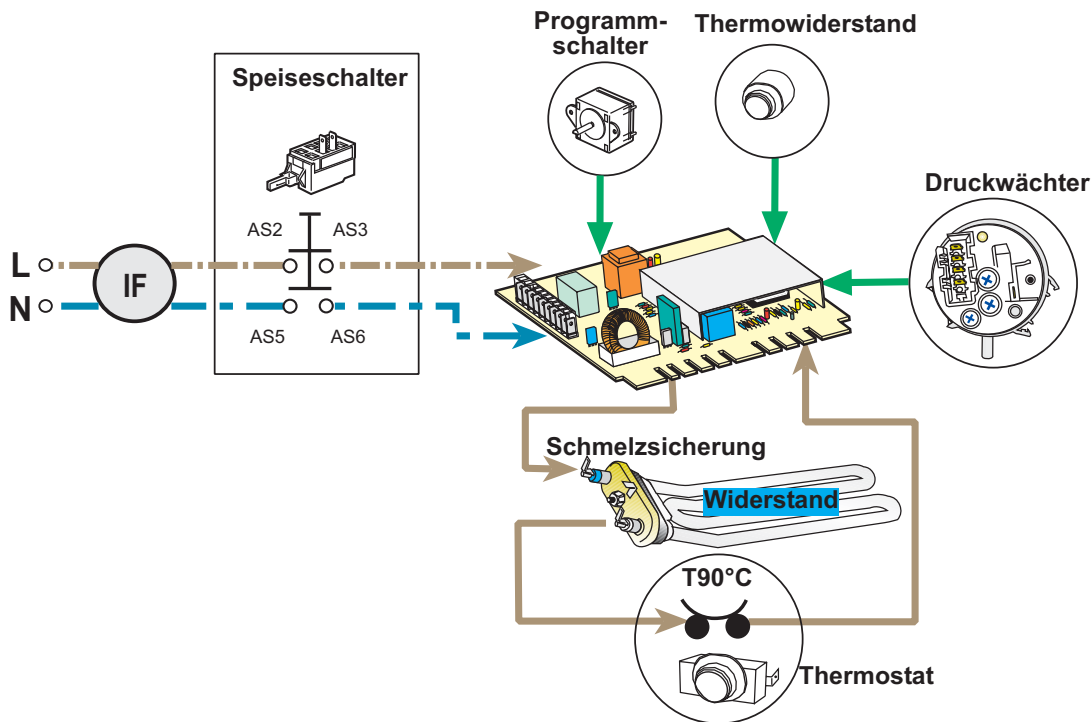 Programm-
schalter
Thermowiderstand
Speiseschalter
Druckwächter
AS2
AS3
L
IF
N
AS5
AS6
Schmelzsicherung
Widerstand
T90°C
Thermostat